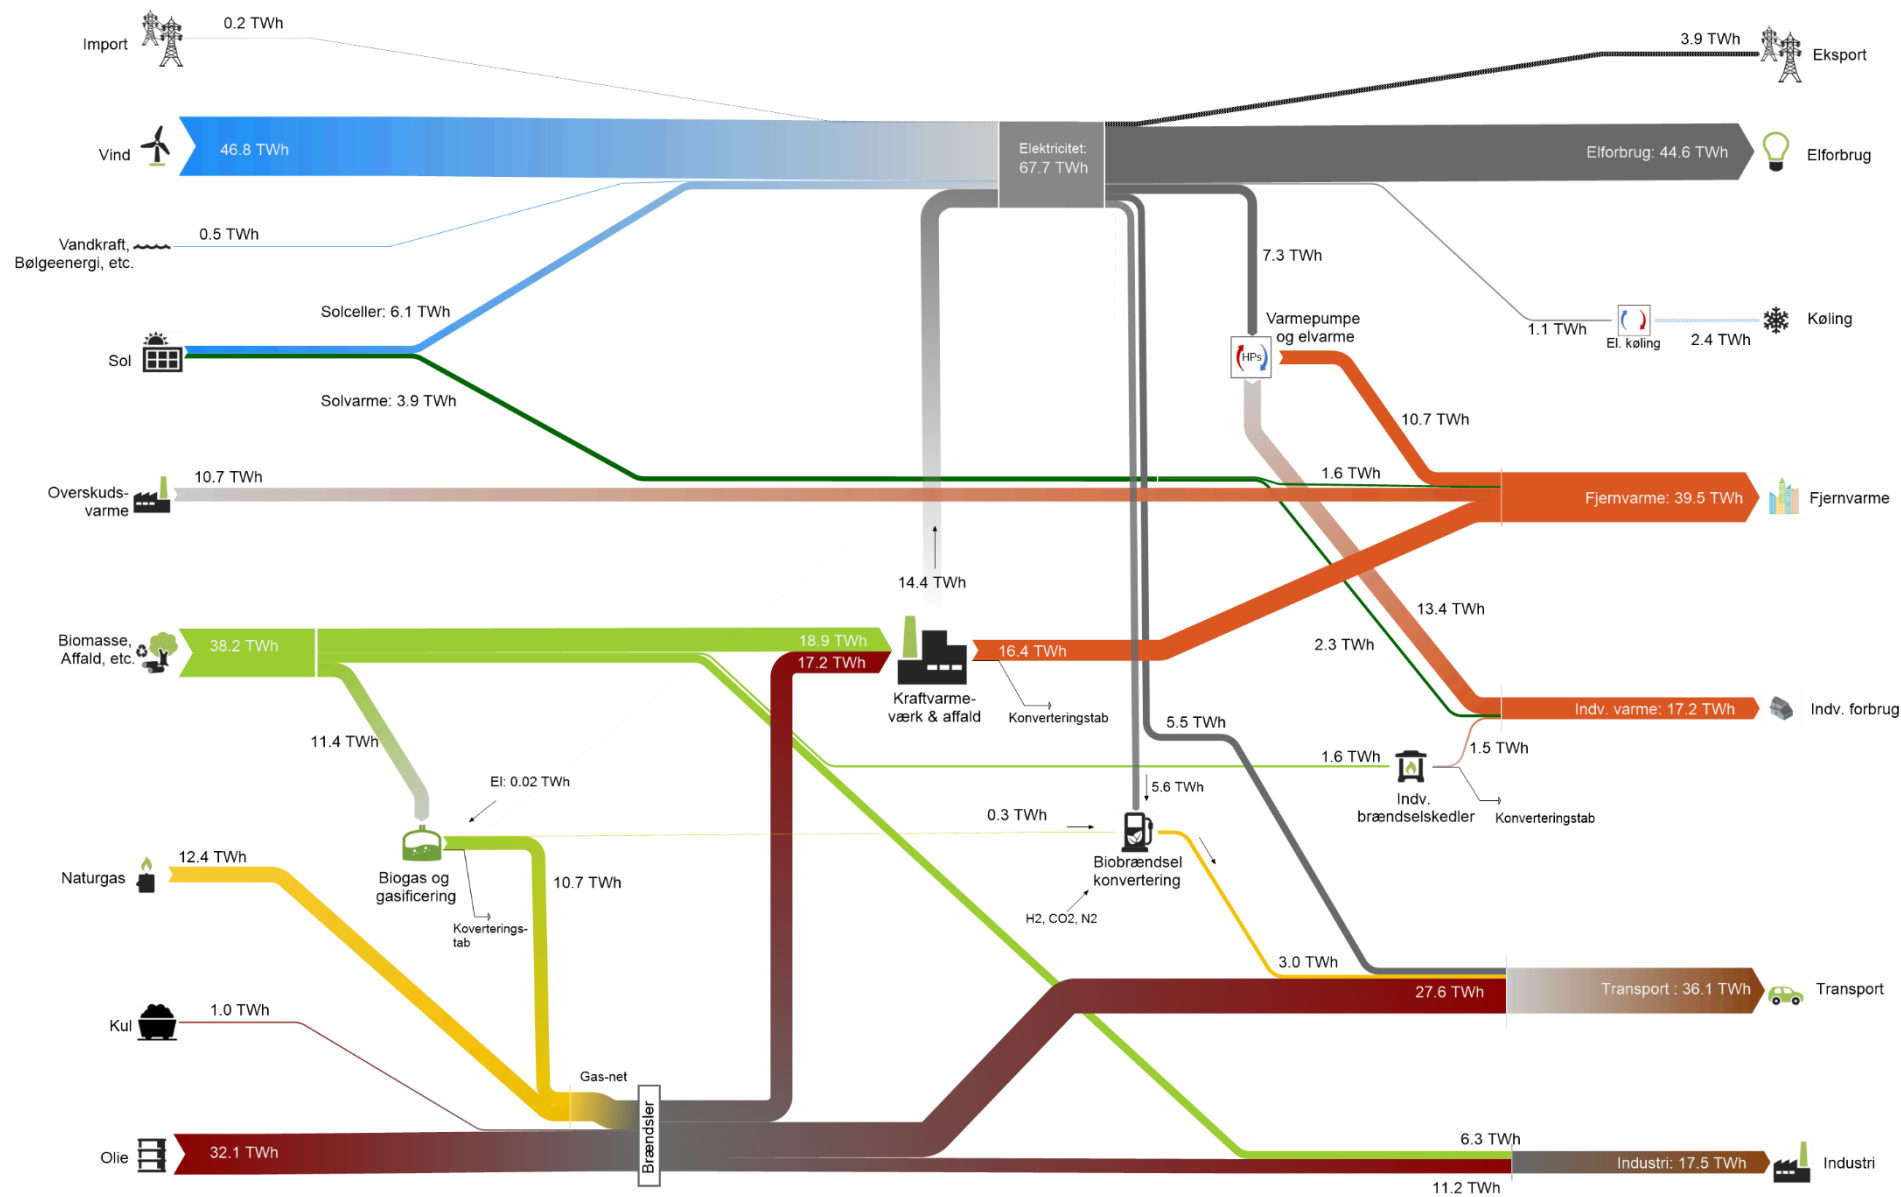 0.2 TWh
Import
3.9 TWh
Eksport
Vind
46.8 TWh
Elektricitet:
67.7 TWh
Elforbrug: 44.6 TWh
Elforbrug
0.5 TWh
Vandkraft,
Bølgeenergi, etc.
7.3 TWh
Solceller: 6.1 TWh
Varmepumpe
og elvarme
1.1 TWh
El. køling
2.4 TWh
Køling
Sol
HPs
Solvarme: 3.9 TWh
10.7 TWh
10.7 TWh
1.6 TWh
Overskuds-
varme
Fjernvarme: 39.5 TWh
Fjernvarme
14.4 TWh
13.4 TWh
Biomasse,
Affald, etc.
38.2 TWh
18.9 TWh
17.2 TWh
16.4 TWh
2.3 TWh
Kraftvarme-
værk & affald
Konverteringstab
Indv. varme: 17.2 TWh
Indv. forbrug
11.4 TWh
5.5 TWh
1.6 TWh
1.5 TWh
El: 0.02 TWh
5.6 TWh
Indv.
brændselskedler
Konverteringstab
0.3 TWh
12.4 TWh
Naturgas
Biogas og
gasificering
10.7 TWh
Biobrændsel
konvertering
H2, CO2, N2
Koverterings-
tab
3.0 TWh
27.6 TWh
Transport : 36.1 TWh
Transport
1.0 TWh
Kul
Gas-net
Brændsler
Olie
32.1 TWh
6.3 TWh
Industri: 17.5 TWh
Industri
11.2 TWh